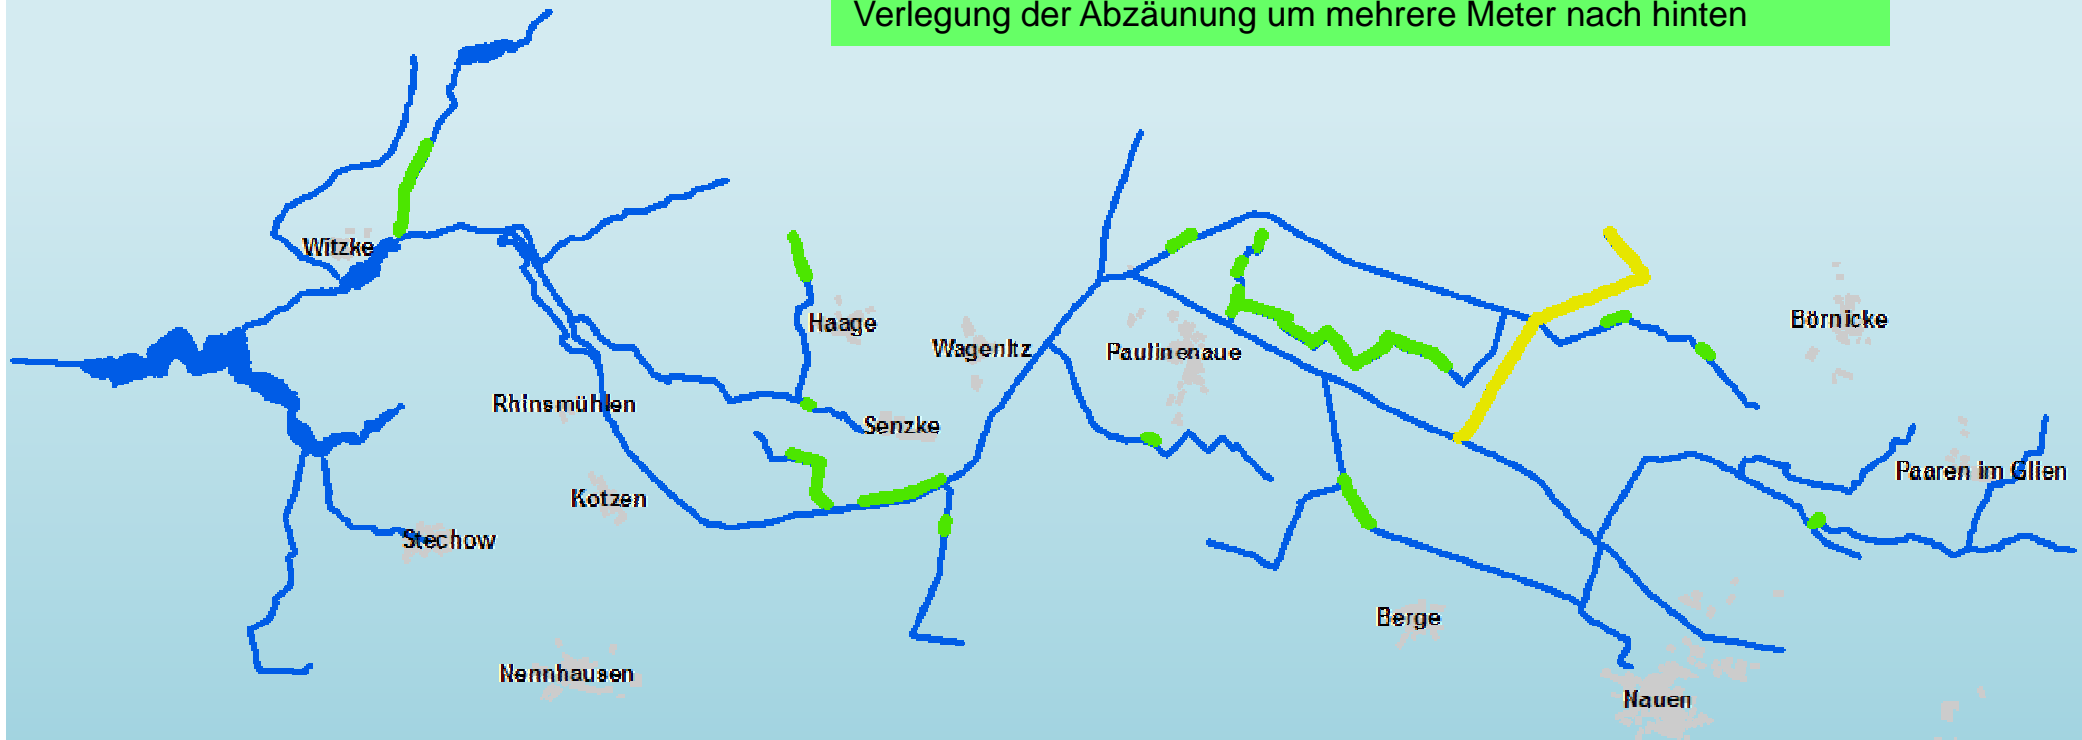 Verlegung der Abzäunung um mehrere Meter nach hinten
Witzke
Haage
Börnicke
Wagenitz
Paulinenaue
Rhinsmühlen
Senzke
Paaren im Glien
Kotzen
Stechow
Berge
Nennhausen
Nauen